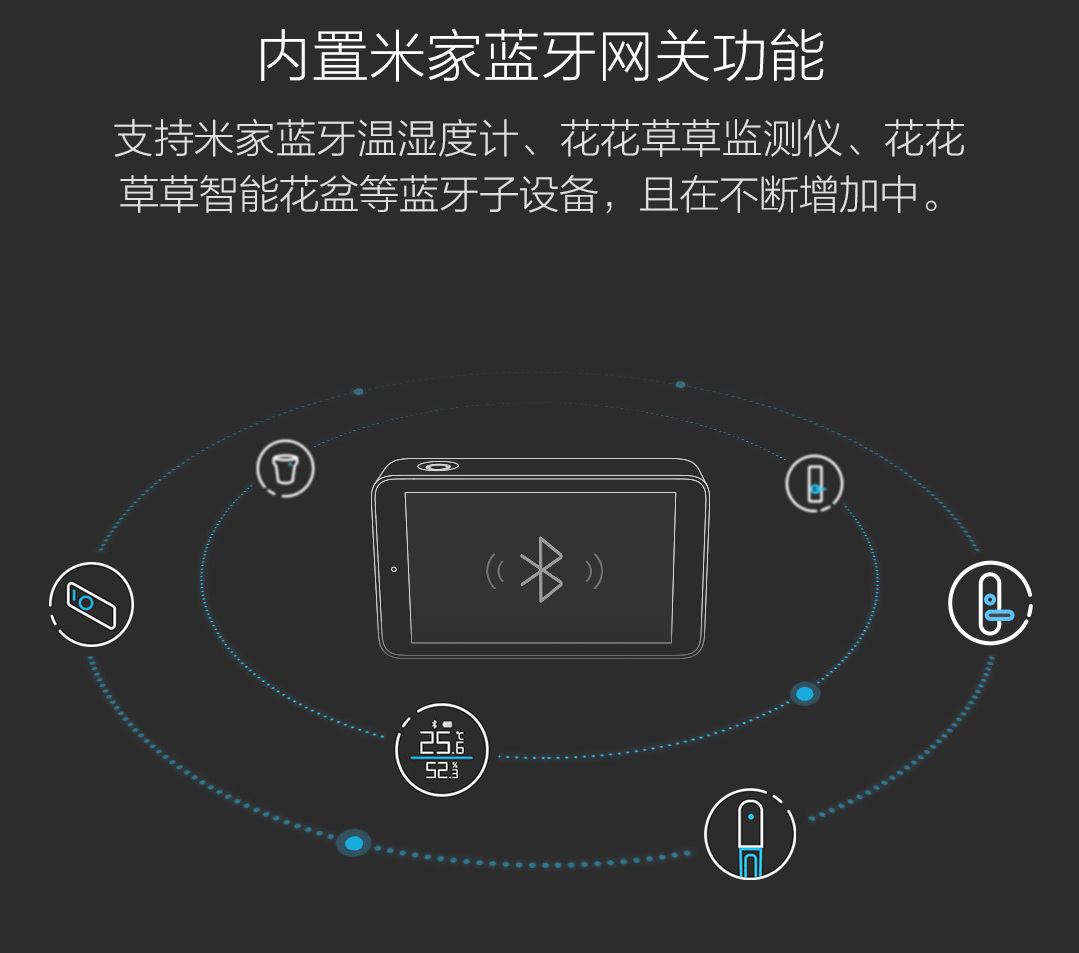 内置米家蓝牙网关功能
支持米家蓝牙温湿度计、花花草草监测仪、花花
草草智能花盆等蓝牙子设备，且在不断增加中。
25.6℃
52.3%